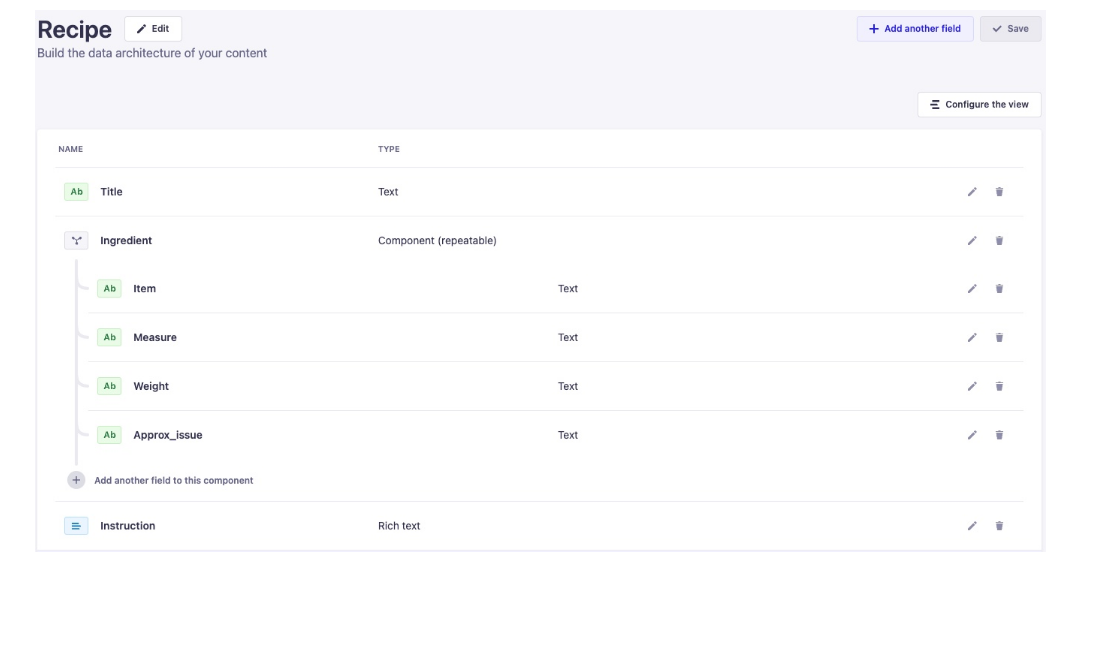 Recipe Edit Add another field Save
Build the data architecture of your content
Configure the view
NAME TYPE
Ab Title Text
Ingredient Component (repeatable)
Ab Item Text
Ab Measure Text
Ab Weight Text
Ab Approx_issue Text
Add another field to this component
Instruction Rich text